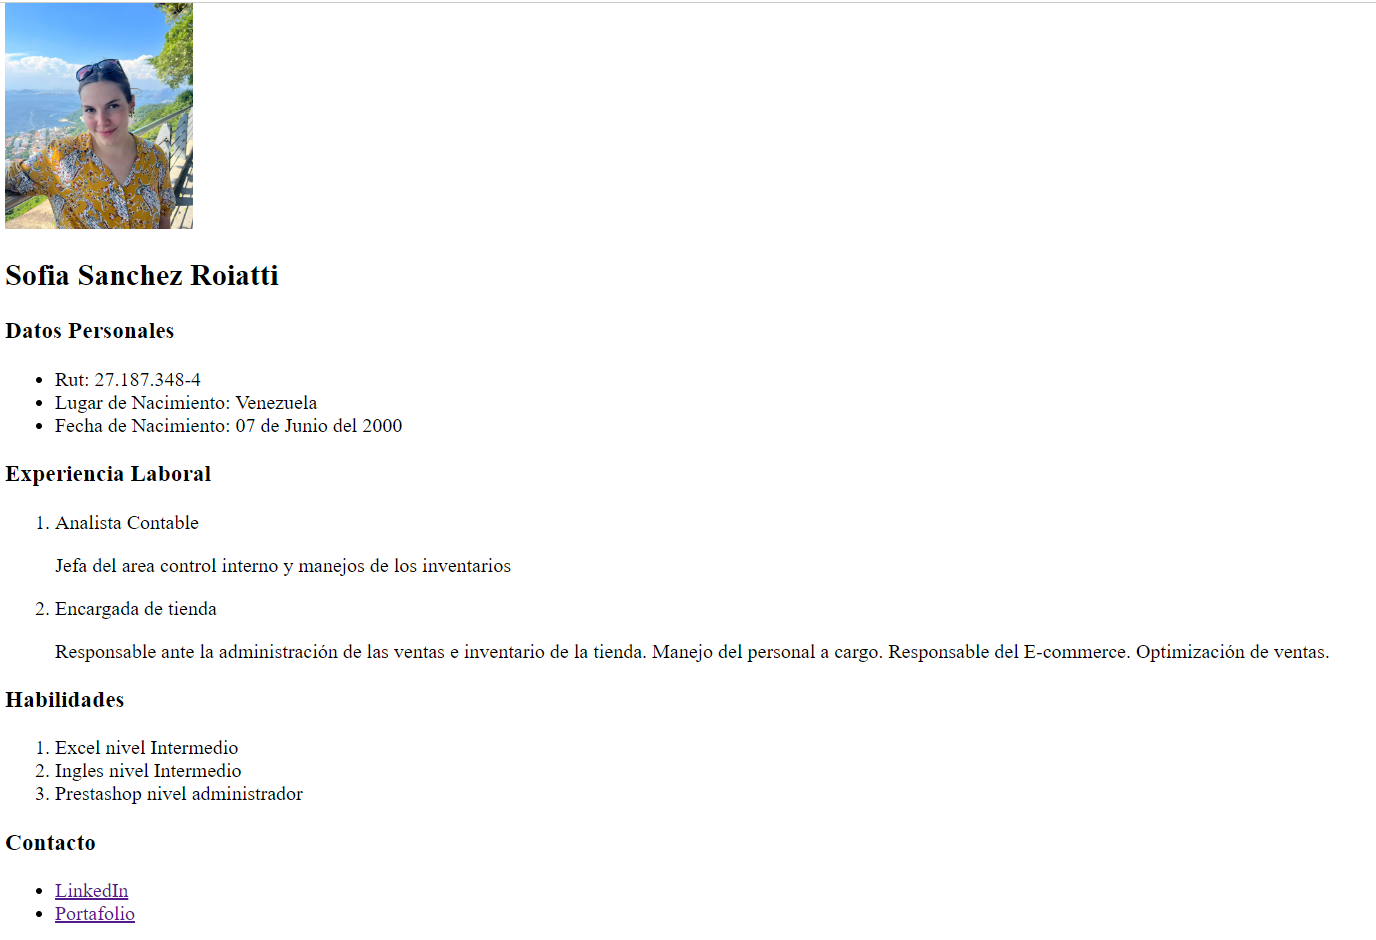 Sofia Sanchez Roiatti
Datos Personales
• Rut: 27.187.348-4
• Lugar de Nacimiento: Venezuela
• Fecha de Nacimiento: 07 de Junio del 2000
Experiencia Laboral
1. Analista Contable
Jefa del area control interno y manejos de los inventarios
2. Encargada de tienda
Responsable ante la administración de las ventas e inventario de la tienda. Manejo del personal a cargo. Responsable del E-commerce. Optimización de ventas.
Habilidades
1. Excel nivel Intermedio
2. Ingles nivel Intermedio
3. Prestashop nivel administrador
Contacto
• LinkedIn
• Portafolio